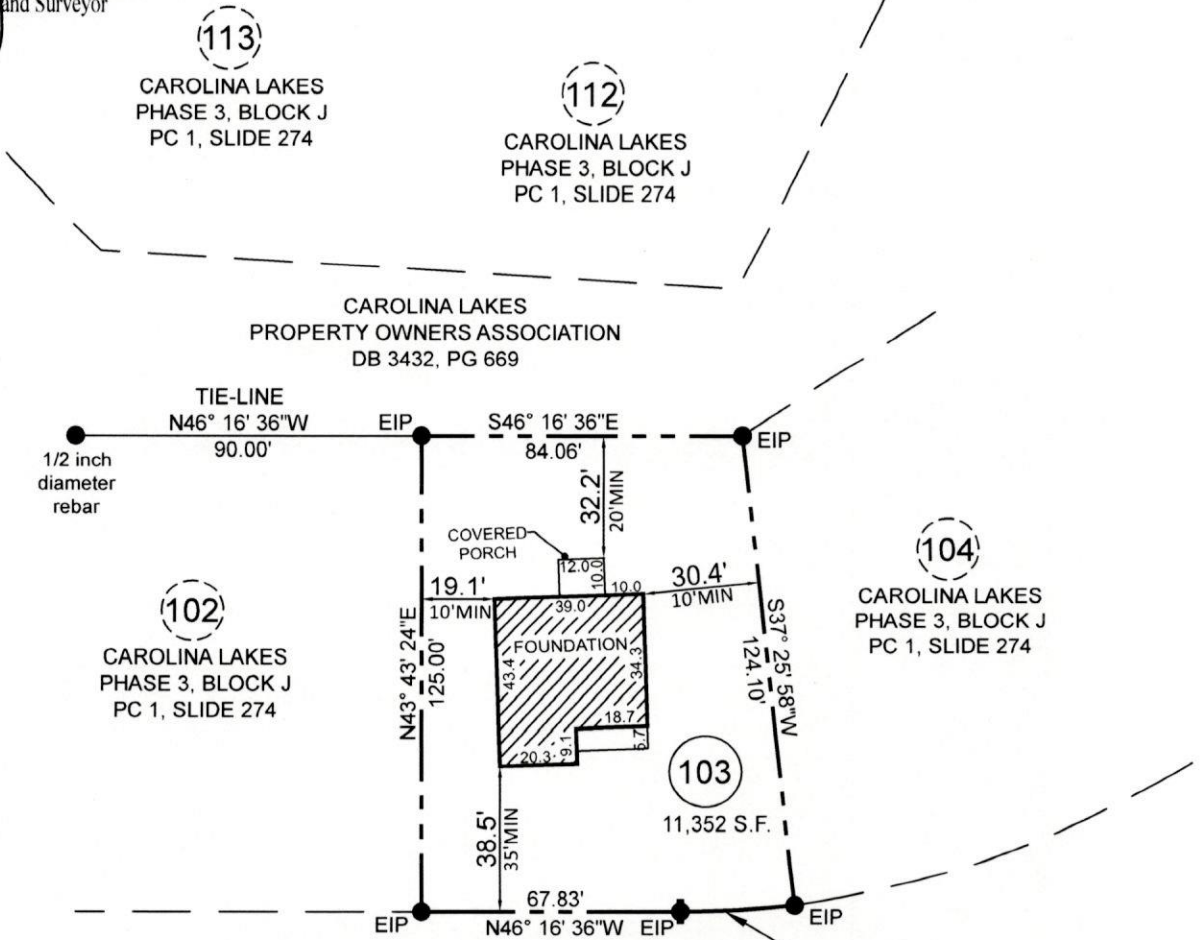 and Surveyor
113
CAROLINA LAKES
PHASE 3, BLOCK J
PC 1, SLIDE 274
112
CAROLINA LAKES
PHASE 3, BLOCK J
PC 1, SLIDE 274
CAROLINA LAKES
PROPERTY OWNERS ASSOCIATION
DB 3432, PG 669
TIE-LINE
N46° 16' 36"W
90.00'
1/2 inch
diameter
rebar
EIP
S46° 16' 36"E
84.06'
EIP
32.2'
20'MIN
COVERED
PORCH
12.0
10.0
10.0
19.1'
10'MIN
39.0
30.4'
10'MIN
FOUNDATION
43.4
34.3
18.7
9.1
5.7
20.3
102
CAROLINA LAKES
PHASE 3, BLOCK J
PC 1, SLIDE 274
N43° 43' 24"E
125.00'
S37° 25' 58"W
124.10'
104
CAROLINA LAKES
PHASE 3, BLOCK J
PC 1, SLIDE 274
103
11,352 S.F.
38.5'
35'MIN
67.83'
EIP
N46° 16' 36"W
EIP
EIP